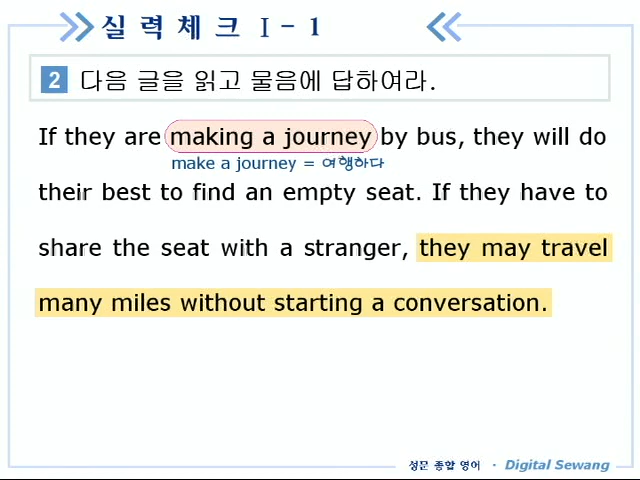 실력체크 I - 1
2 다음 글을 읽고 물음에 답하여라.
If they are making a journey by bus, they will do
make a journey = 여행하다
their best to find an empty seat. If they have to
share the seat with a stranger, they may travel
many miles without starting a conversation.
성문 종합 영어 · Digital Sewang